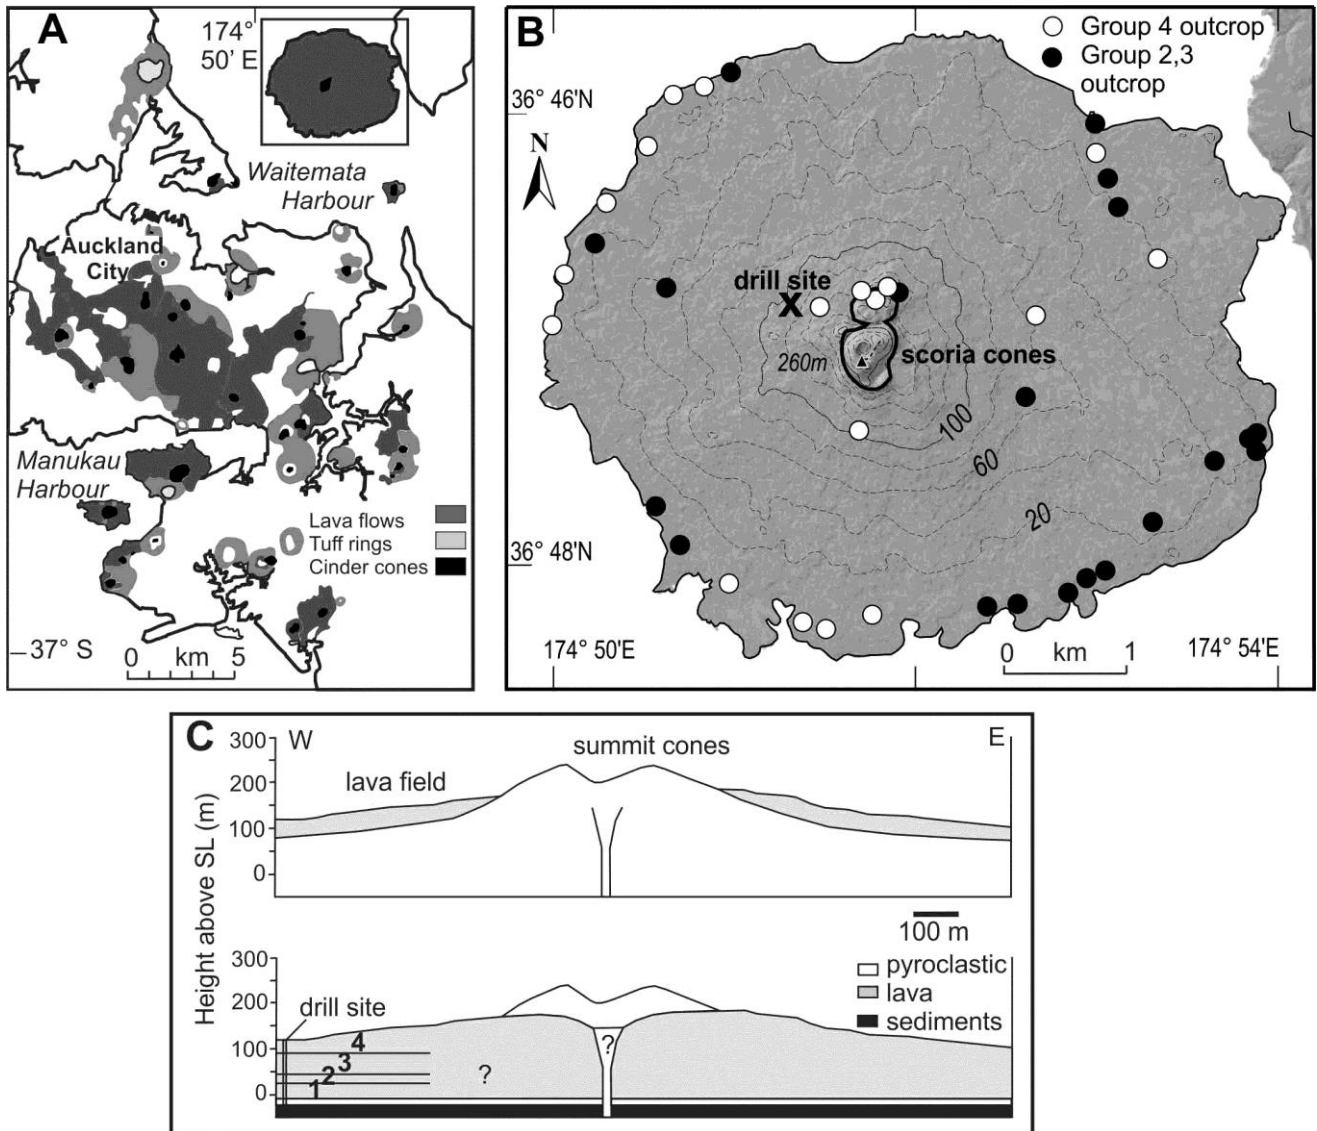 A
174°
50' E
Waitemata
Harbour
Auckland
City
Manukau
Harbour
Lava flows
Tuff rings
Cinder cones
37° S
0 km 5
B
Group 4 outcrop
Group 2,3
outcrop
36° 46'N
N
drill site
X
scoria cones
260m
100
60
20
36° 48'N
174° 50'E
0 km 1
174° 54'E
C
W
E
summit cones
lava field
Height above SL (m)
300
200
100
0
100 m
pyroclastic
lava
sediments
300
200
100
0
drill site
4
3
2
1
?
?